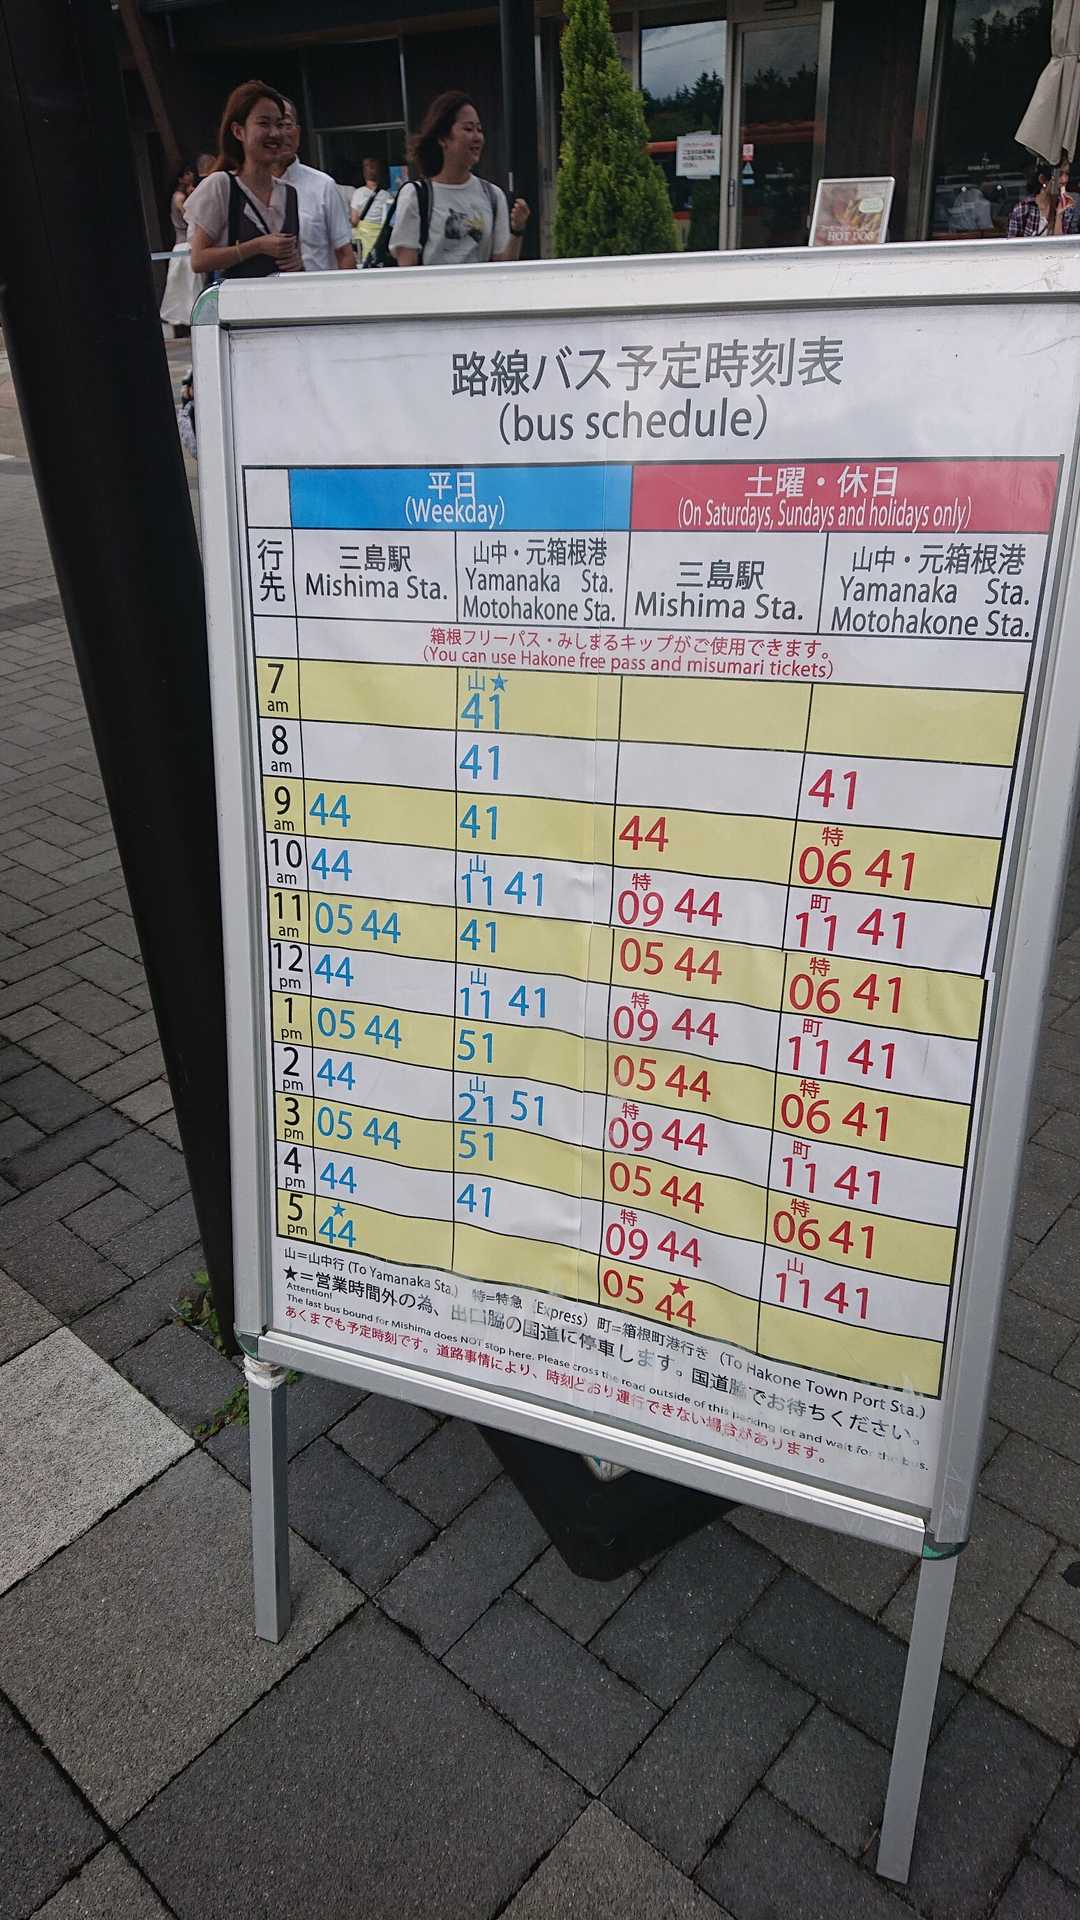 路線バス予定時刻表
(bus schedule)
平日 土曜・休日
(Weekday) (On Saturdays, Sundays and holidays only)
行先 三島駅 山中・元箱根港 三島駅 山中・元箱根港
Mishima Sta. Yamanaka Sta. Motohakone Sta. Mishima Sta. Yamanaka Sta. Motohakone Sta.
箱根フリーパス・みしまるキップがご使用できます。
(You can use Hakone free pass and misumari tickets)
7 am 山★ 41
8 am 41 41
9 am 44 41 44 特 06 41
10 am 44 山 11 41 特 09 44 町 11 41
11 am 05 44 41 05 44 特 06 41
12 pm 44 山 11 41 特 09 44 町 11 41
1 pm 05 44 51 05 44 特 06 41
2 pm 44 山 21 51 特 09 44 町 11 41
3 pm 05 44 51 05 44 特 06 41
4 pm 44 41 特 09 44 山 11 41
5 pm ★ 44 05 ★ 44
山=山中行 (To Yamanaka Sta.) 特=特急 (Express) 町=箱根町港行き (To Hakone Town Port Sta.)
★=営業時間外の為、出口脇の国道に停車します。国道脇でお待ちください。
Attention!
The last bus bound for Mishima does NOT stop here. Please cross the road outside of this parking lot and wait for the bus.
あくまでも予定時刻です。道路事情により、時刻どおり運行できない場合があります。
HOT DOG